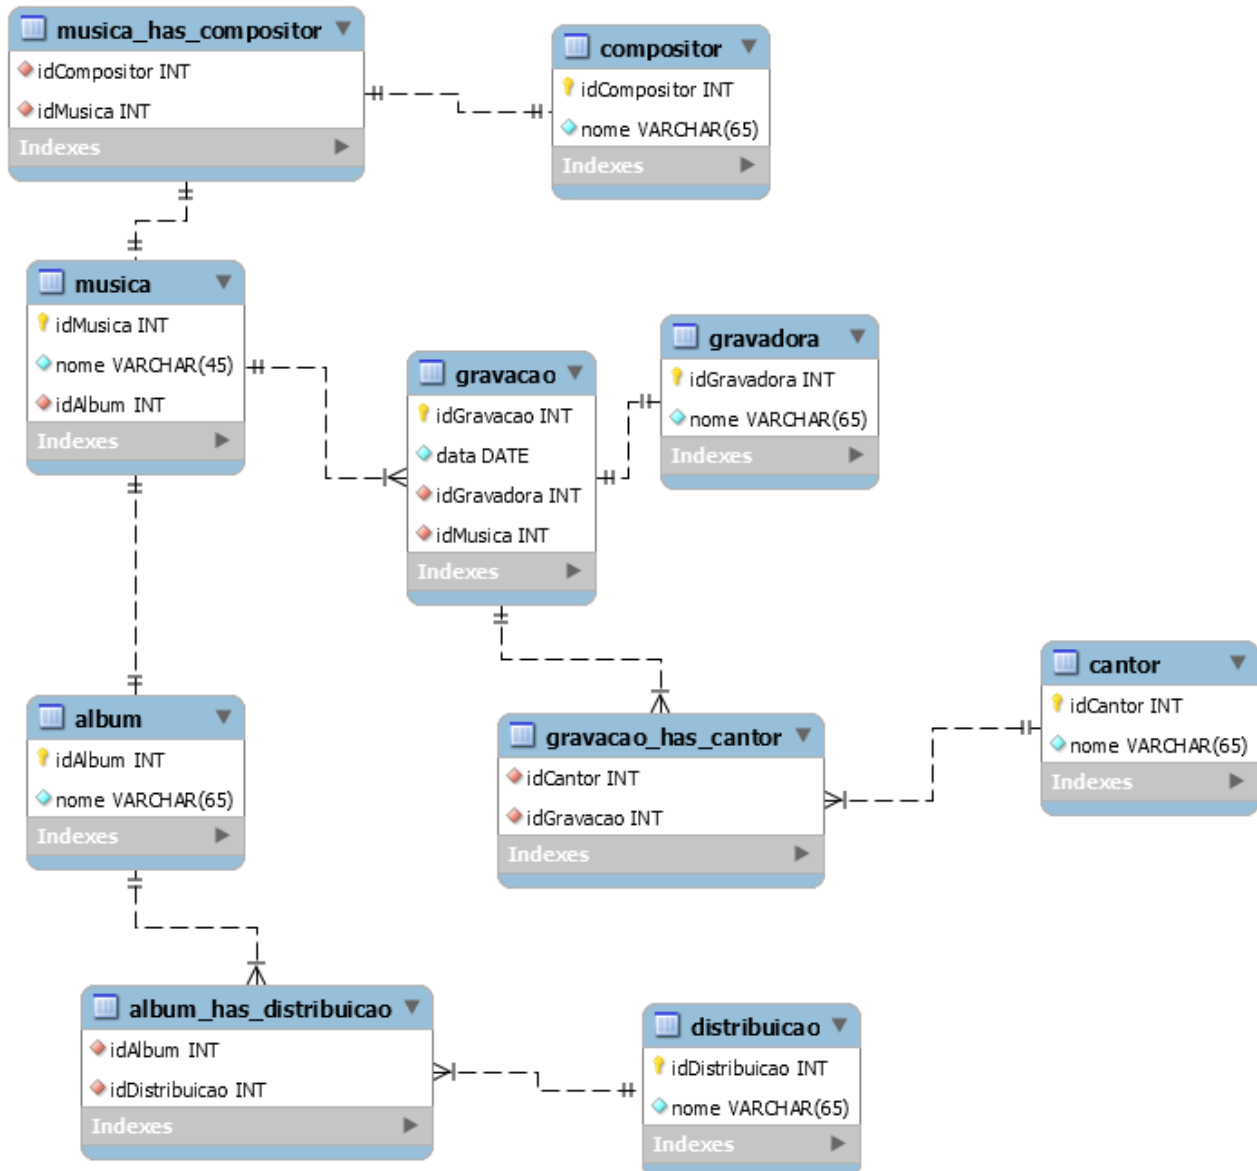 musica_has_compositor
idCompositor INT
idMusica INT
Indexes
compositor
idCompositor INT
nome VARCHAR(65)
Indexes
musica
idMusica INT
nome VARCHAR(45)
idAlbum INT
Indexes
gravacao
idGravacao INT
data DATE
idGravadora INT
idMusica INT
Indexes
gravadora
idGravadora INT
nome VARCHAR(65)
Indexes
cantor
idCantor INT
nome VARCHAR(65)
Indexes
gravacao_has_cantor
idCantor INT
idGravacao INT
Indexes
album
idAlbum INT
nome VARCHAR(65)
Indexes
album_has_distribuicao
idAlbum INT
idDistribuicao INT
Indexes
distribuicao
idDistribuicao INT
nome VARCHAR(65)
Indexes